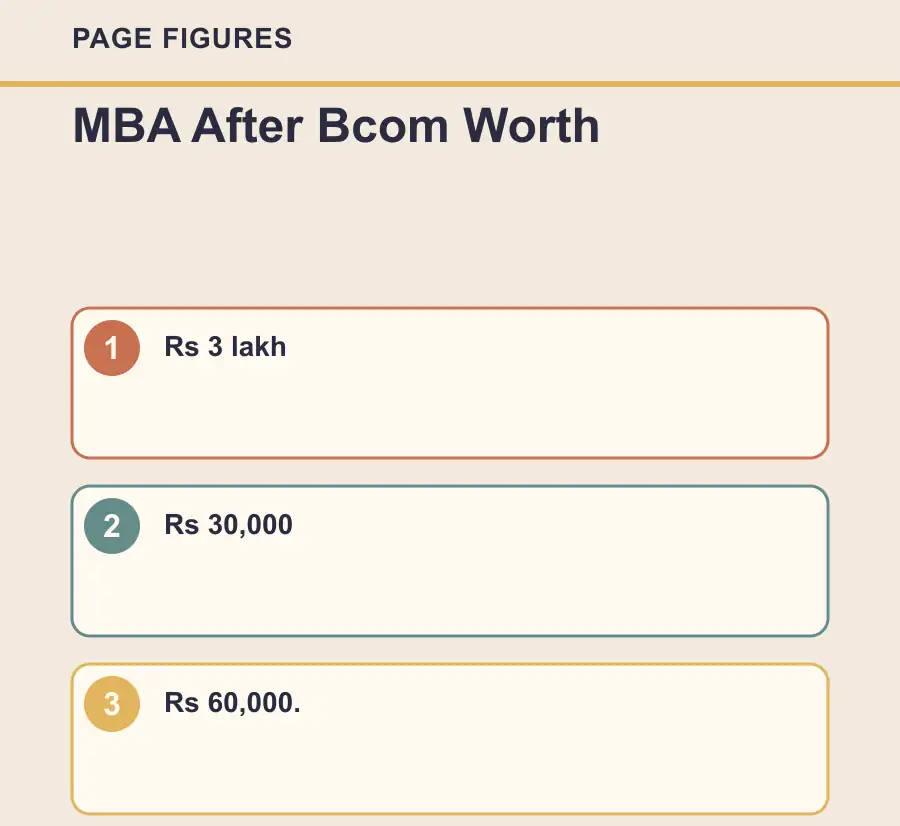 PAGE FIGURES
MBA After Bcom Worth
1
Rs 3 lakh
2
Rs 30,000
3
Rs 60,000.